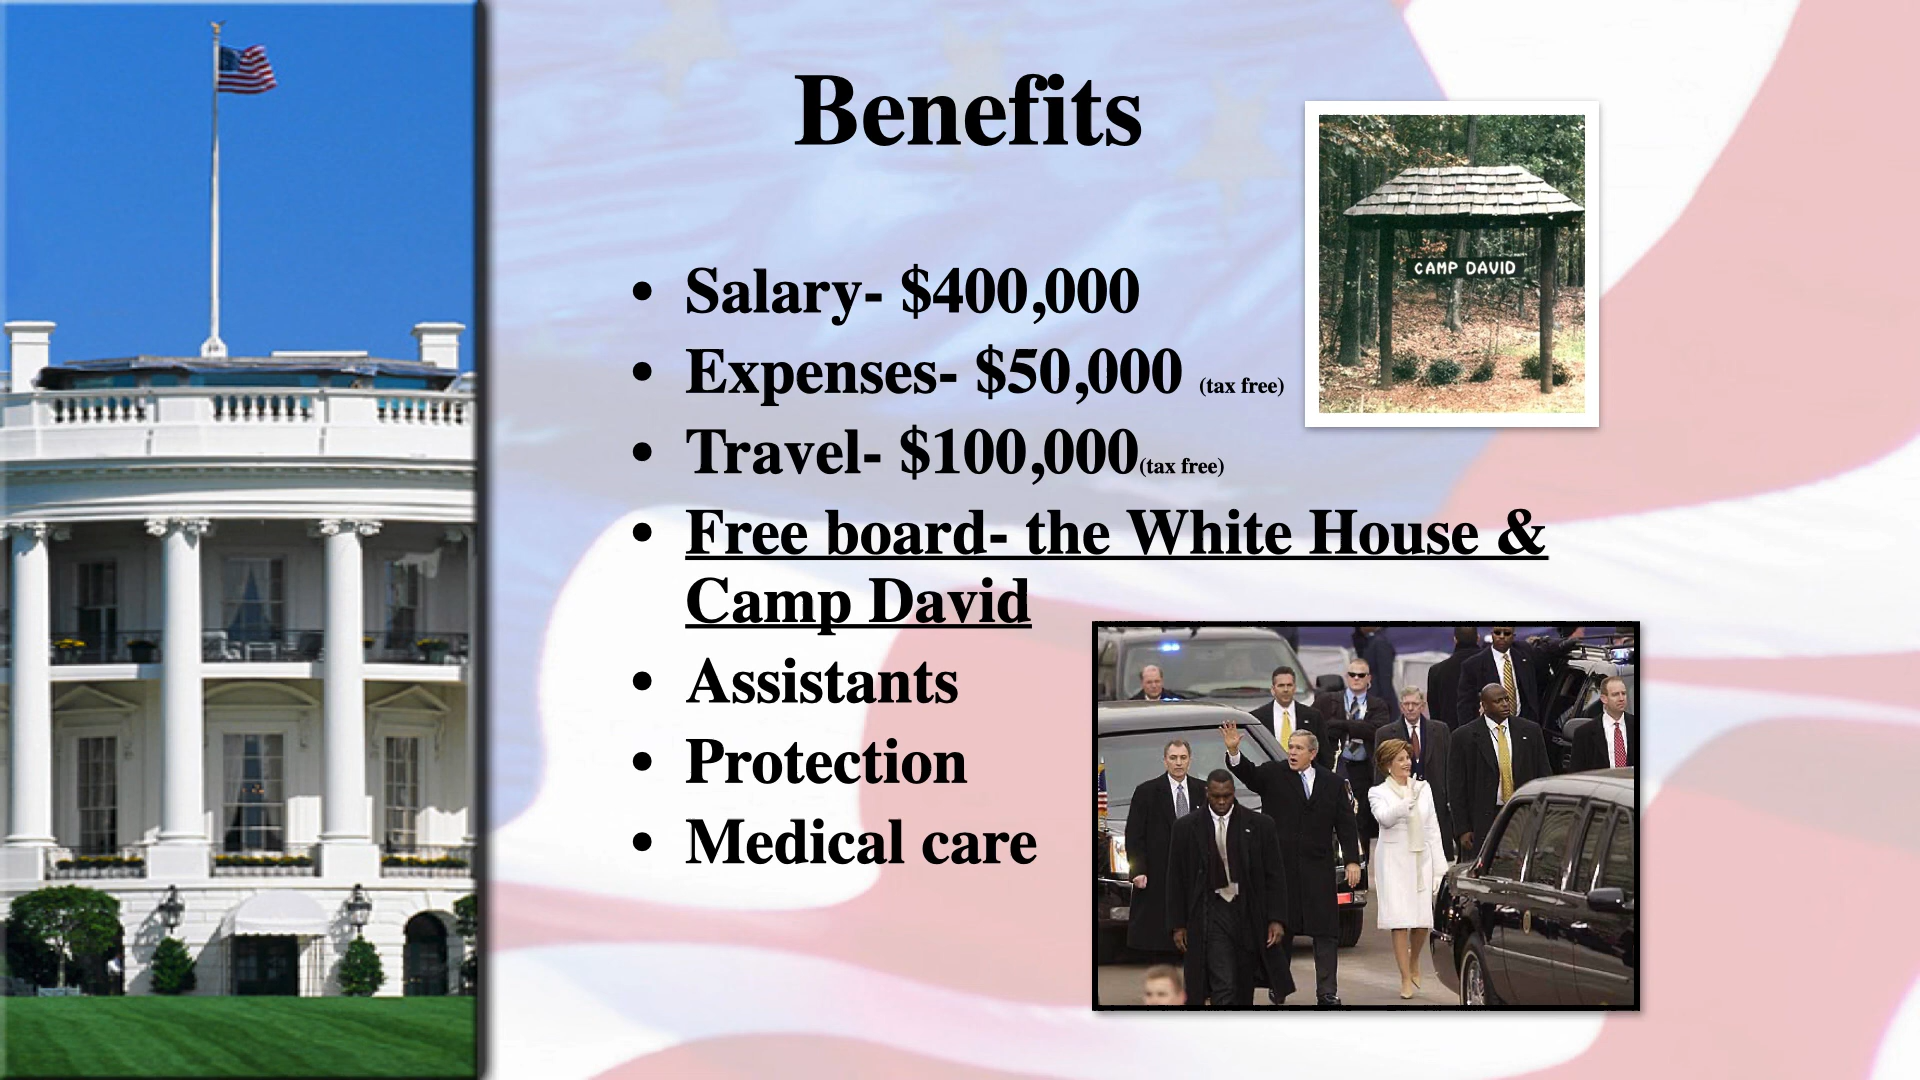 Benefits
CAMP DAVID
• Salary- $400,000
• Expenses- $50,000 (tax free)
• Travel- $100,000(tax free)
• Free board- the White House &
Camp David
• Assistants
• Protection
• Medical care